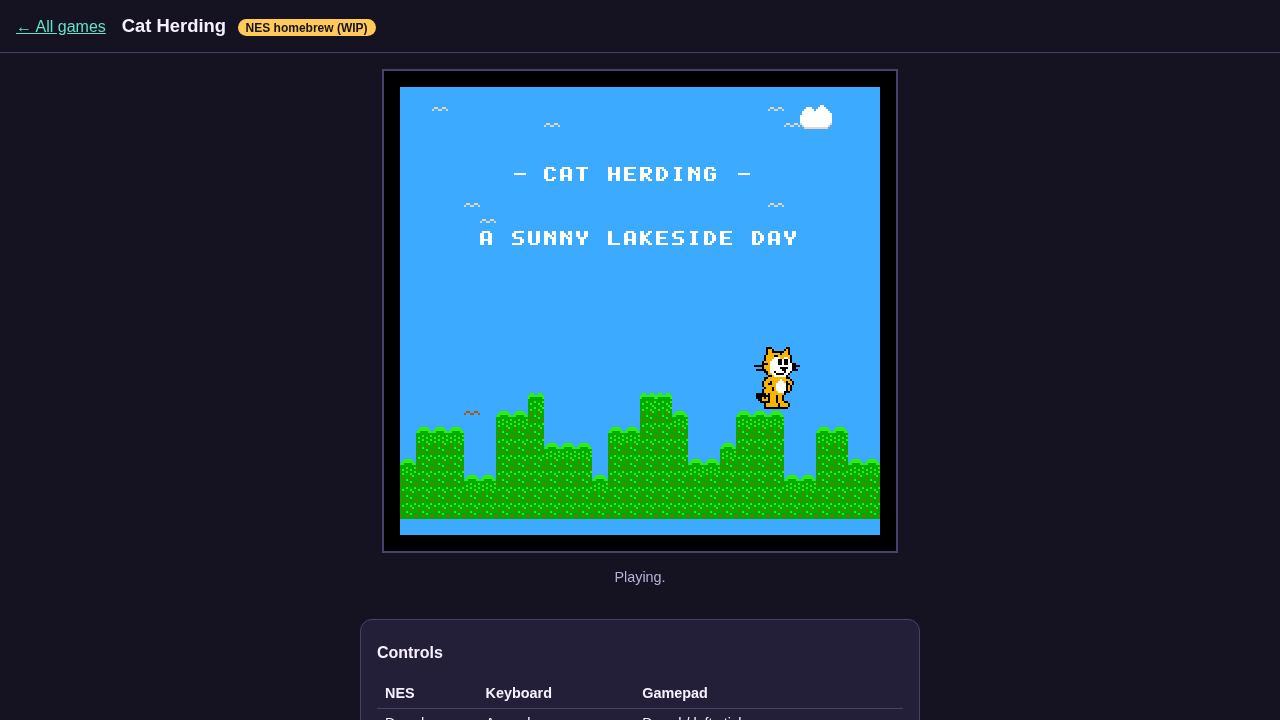 ← All games Cat Herding NES homebrew (WIP)
— CAT HERDING —
A SUNNY LAKESIDE DAY
Playing.
Controls
NES Keyboard Gamepad